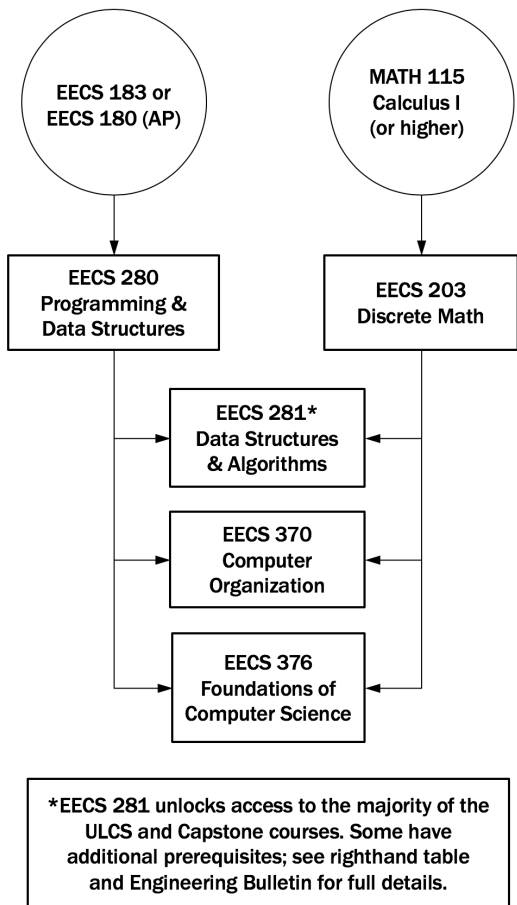 EECS 183 or
EECS 180 (AP)
MATH 115
Calculus I
(or higher)
EECS 280
Programming &
Data Structures
EECS 203
Discrete Math
EECS 281*
Data Structures
& Algorithms
EECS 370
Computer
Organization
EECS 376
Foundations of
Computer Science
*EECS 281 unlocks access to the majority of the
ULCS and Capstone courses. Some have
additional prerequisites; see righthand table
and Engineering Bulletin for full details.